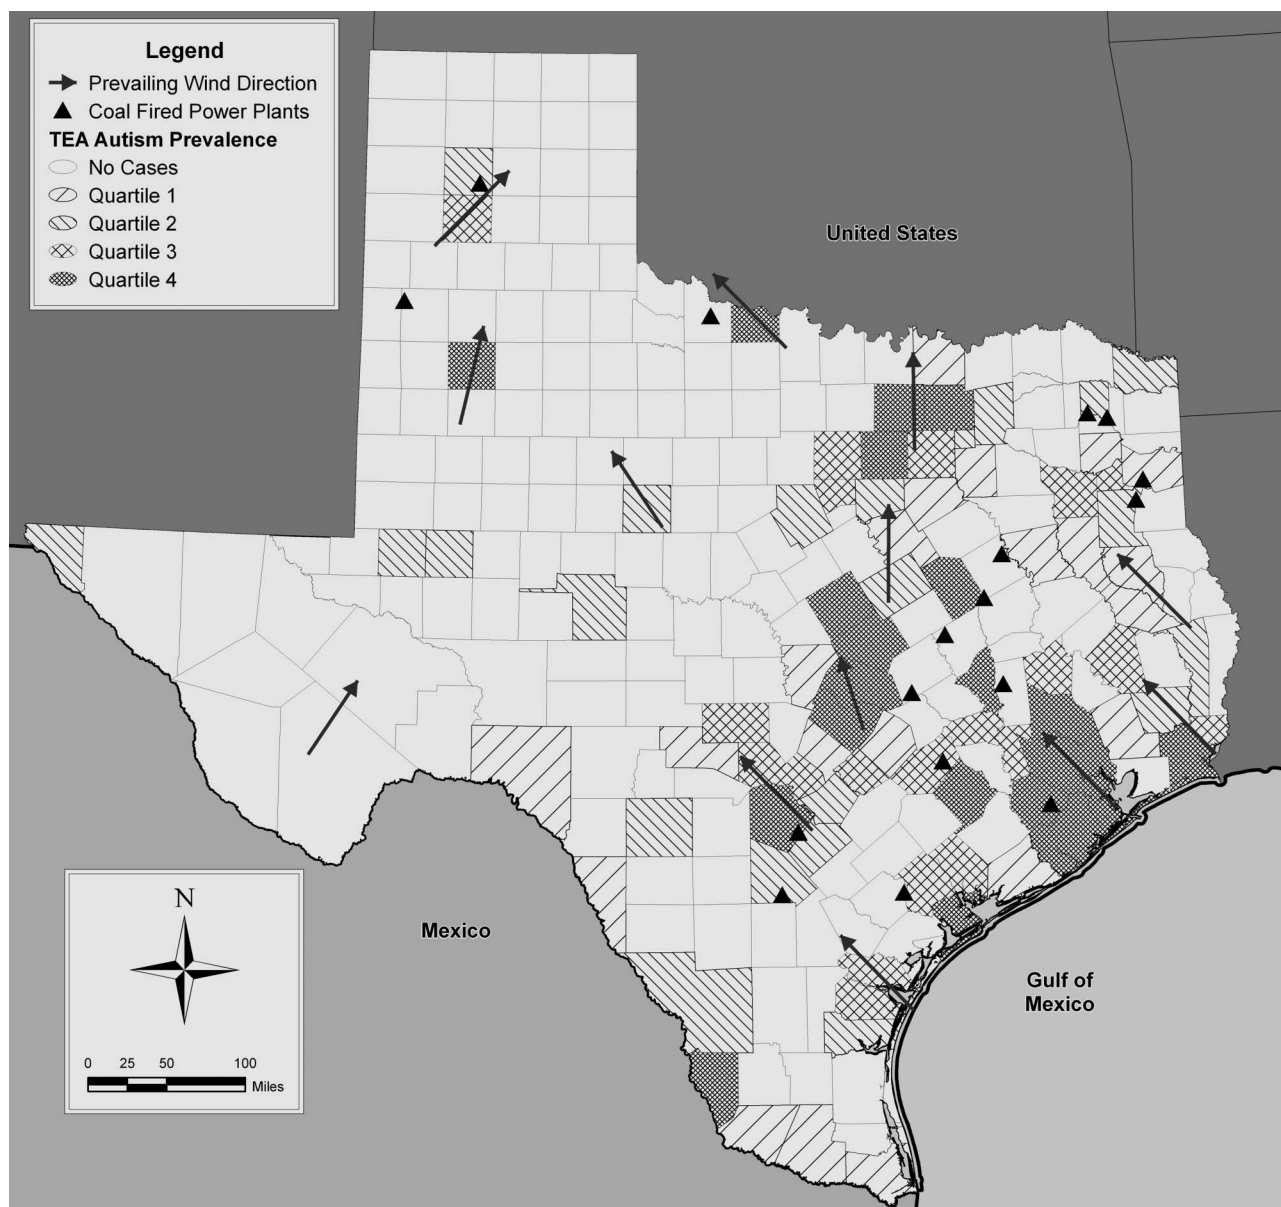 Legend
Prevailing Wind Direction
Coal Fired Power Plants
TEA Autism Prevalence
No Cases
Quartile 1
Quartile 2
Quartile 3
Quartile 4
United States
Mexico
Gulf of
Mexico
N
0 25 50 100
Miles